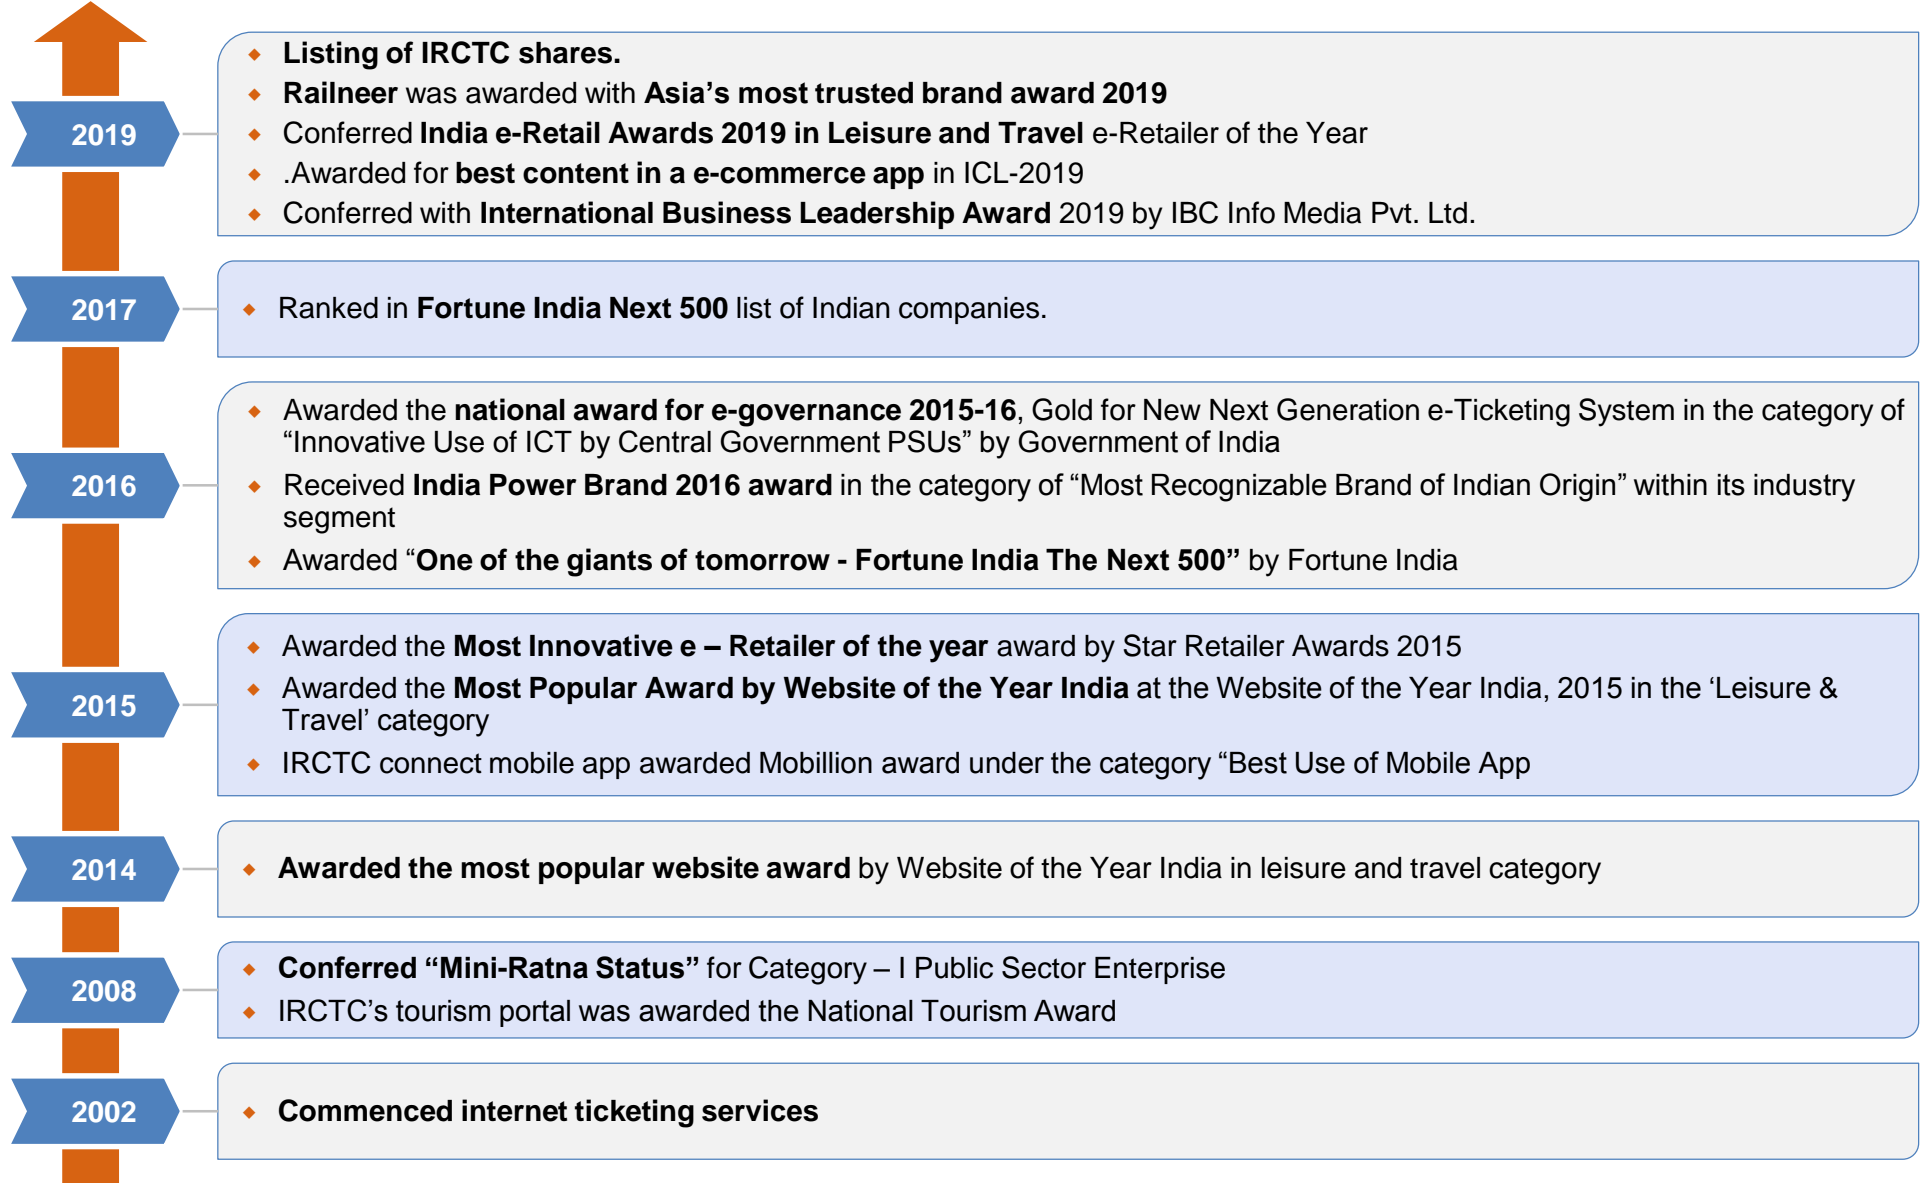 2019
Listing of IRCTC shares.
Railneer was awarded with Asia’s most trusted brand award 2019
Conferred India e-Retail Awards 2019 in Leisure and Travel e-Retailer of the Year
.Awarded for best content in a e-commerce app in ICL-2019
Conferred with International Business Leadership Award 2019 by IBC Info Media Pvt. Ltd.
2017
Ranked in Fortune India Next 500 list of Indian companies.
2016
Awarded the national award for e-governance 2015-16, Gold for New Next Generation e-Ticketing System in the category of
“Innovative Use of ICT by Central Government PSUs” by Government of India
Received India Power Brand 2016 award in the category of “Most Recognizable Brand of Indian Origin” within its industry
segment
Awarded “One of the giants of tomorrow - Fortune India The Next 500” by Fortune India
2015
Awarded the Most Innovative e – Retailer of the year award by Star Retailer Awards 2015
Awarded the Most Popular Award by Website of the Year India at the Website of the Year India, 2015 in the ‘Leisure &
Travel’ category
IRCTC connect mobile app awarded Mobillion award under the category “Best Use of Mobile App
2014
Awarded the most popular website award by Website of the Year India in leisure and travel category
2008
Conferred “Mini-Ratna Status” for Category – I Public Sector Enterprise
IRCTC’s tourism portal was awarded the National Tourism Award
2002
Commenced internet ticketing services